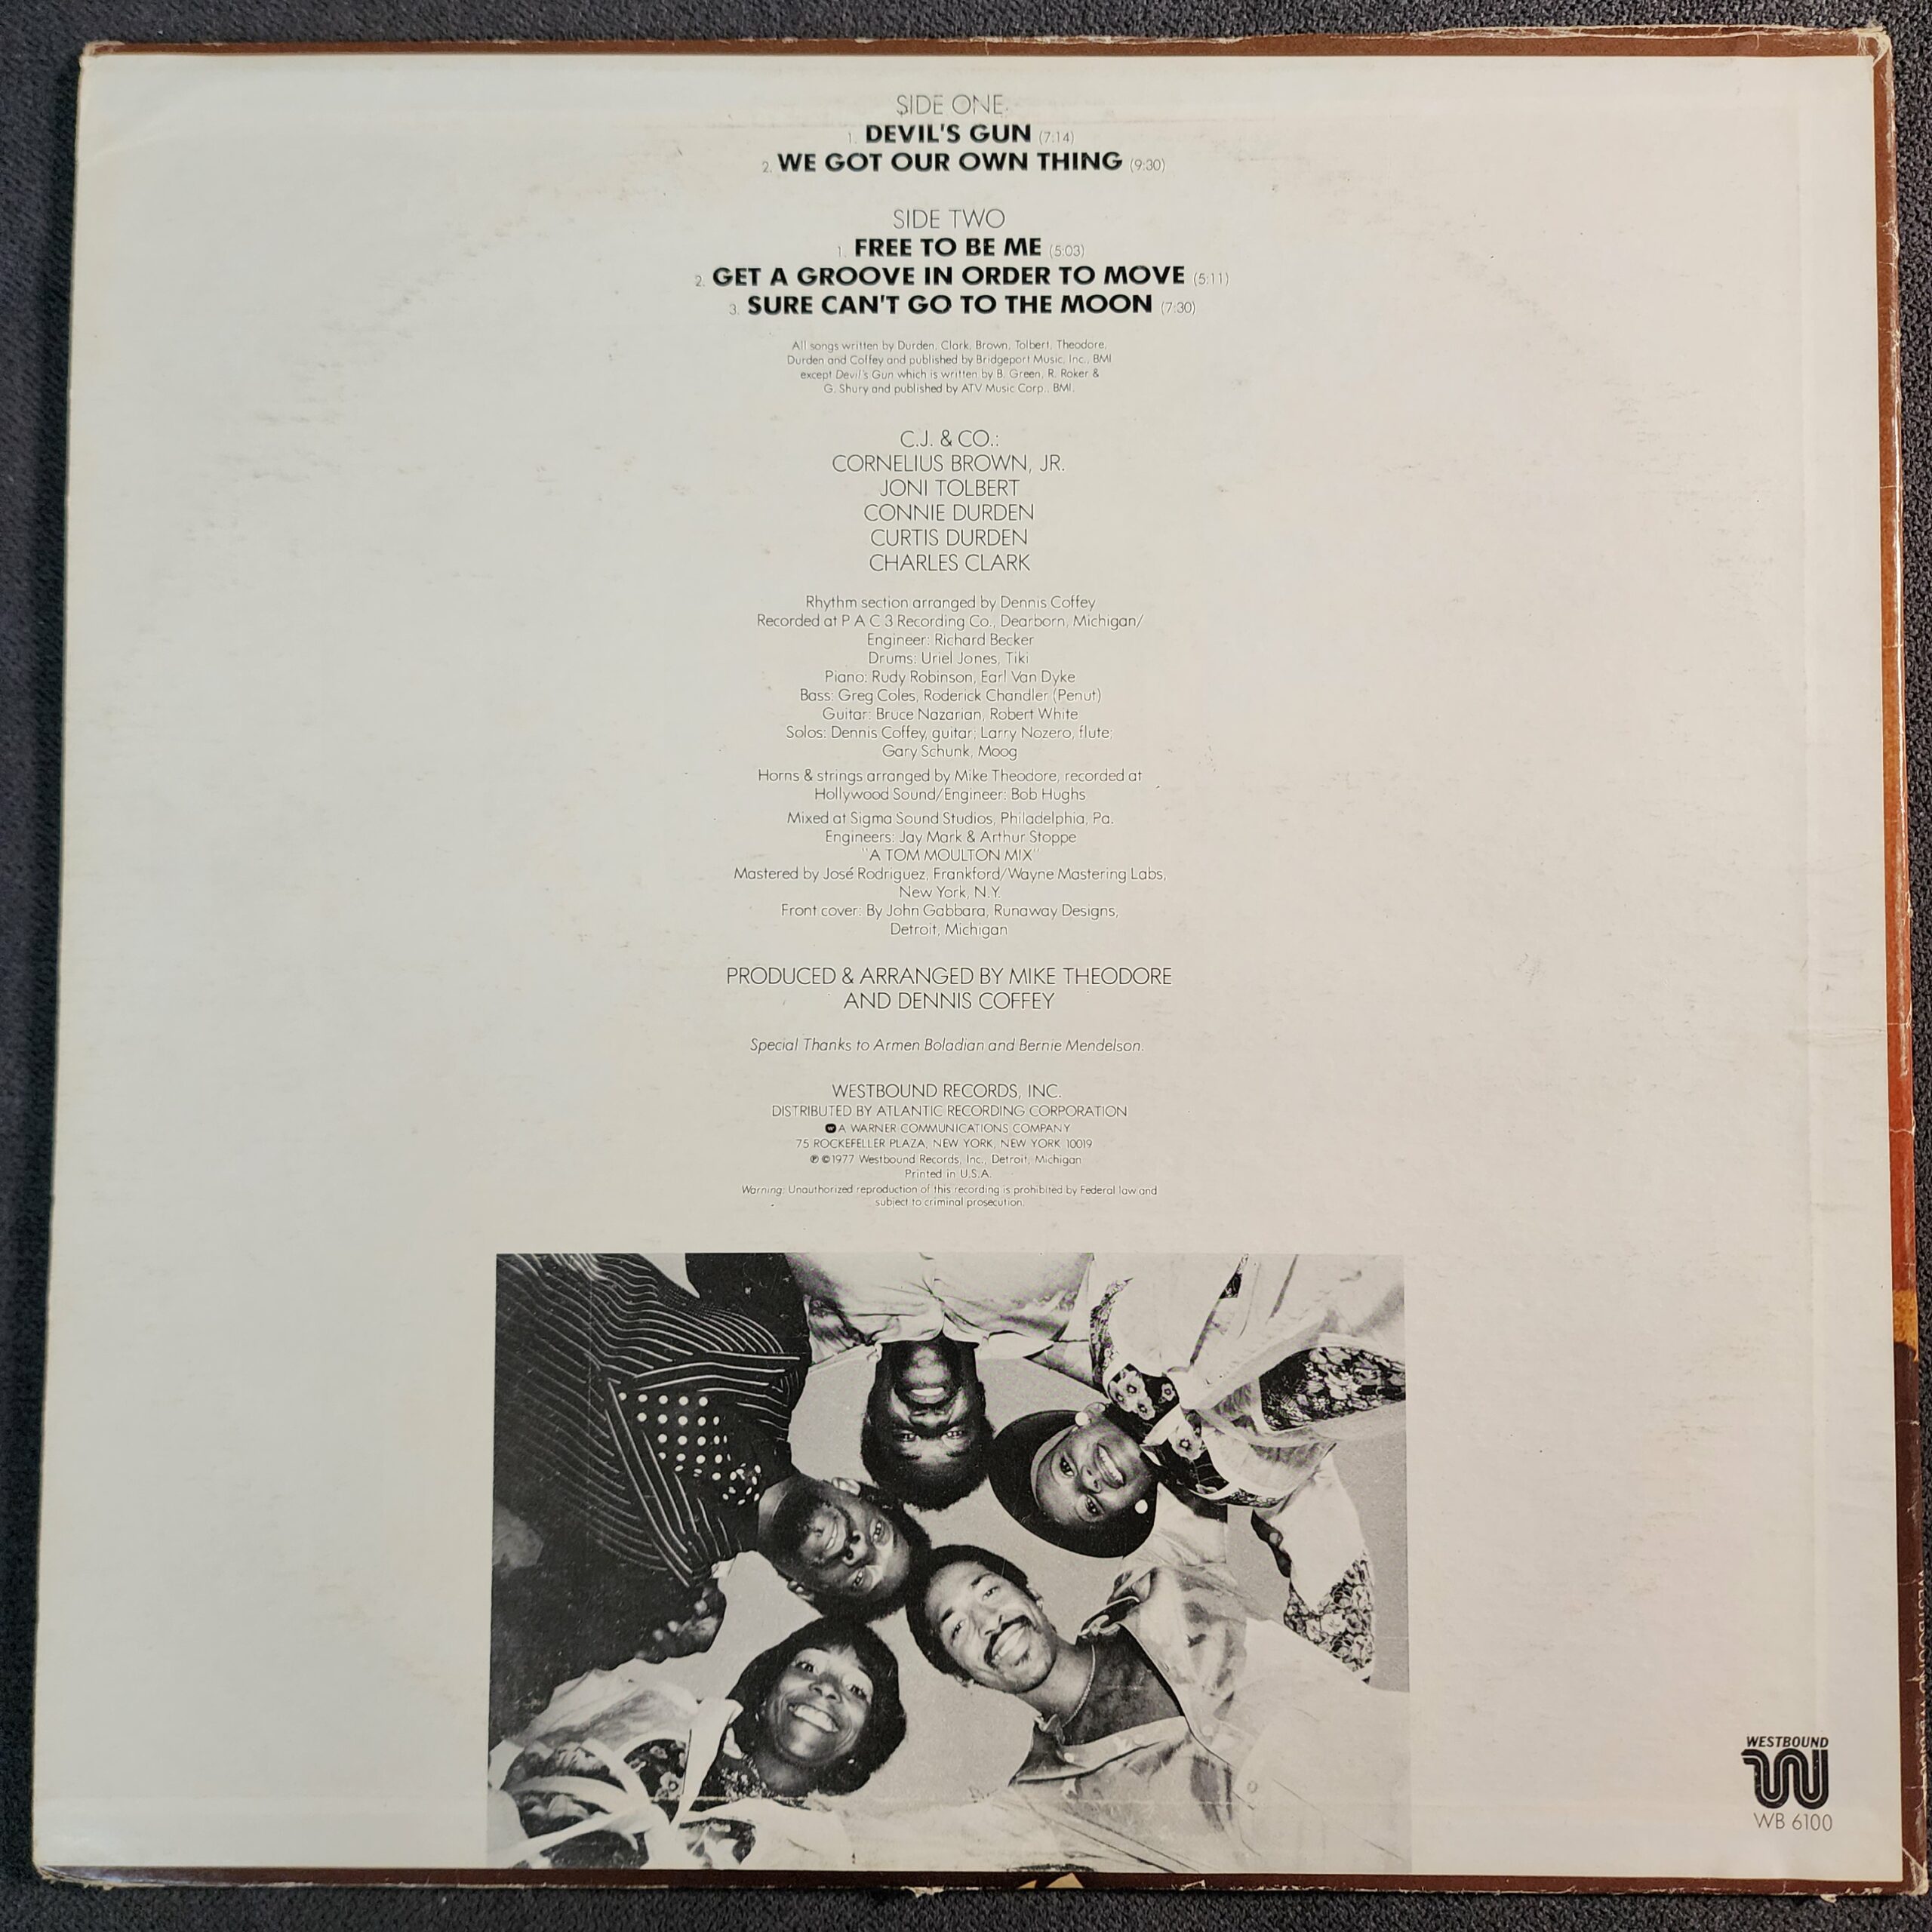 SIDE ONE
1. DEVIL'S GUN (7:14)
2. WE GOT OUR OWN THING (9:30)
SIDE TWO
1. FREE TO BE ME (5:03)
2. GET A GROOVE IN ORDER TO MOVE (5:11)
3. SURE CAN'T GO TO THE MOON (7:30)
All songs written by Durden, Clark, Brown, Tolbert, Theodore,
Durden and Coffey and published by Bridgeport Music, Inc., BMI
except Devil's Gun which is written by B. Green, R. Roker &
G. Shury and published by ATV Music Corp., BMI.
C.J. & CO.:
CORNELIUS BROWN, JR.
JONI TOLBERT
CONNIE DURDEN
CURTIS DURDEN
CHARLES CLARK
Rhythm section arranged by Dennis Coffey
Recorded at P A C 3 Recording Co., Dearborn, Michigan/
Engineer: Richard Becker
Drums: Uriel Jones, Tiki
Piano: Rudy Robinson, Earl Van Dyke
Bass: Greg Coles, Roderick Chandler (Penut)
Guitar: Bruce Nazarian, Robert White
Solos: Dennis Coffey, guitar; Larry Nozero, flute;
Gary Schunk, Moog
Horns & strings arranged by Mike Theodore, recorded at
Hollywood Sound/Engineer: Bob Hughs
Mixed at Sigma Sound Studios, Philadelphia, Pa.
Engineers: Jay Mark & Arthur Stoppe
"A TOM MOULTON MIX"
Mastered by José Rodriguez, Frankford/Wayne Mastering Labs,
New York, N.Y.
Front cover: By John Gabbara, Runaway Designs,
Detroit, Michigan
PRODUCED & ARRANGED BY MIKE THEODORE
AND DENNIS COFFEY
Special Thanks to Armen Boladian and Bernie Mendelson.
WESTBOUND RECORDS, INC.
DISTRIBUTED BY ATLANTIC RECORDING CORPORATION
A WARNER COMMUNICATIONS COMPANY
75 ROCKEFELLER PLAZA, NEW YORK, NEW YORK 10019
℗ © 1977 Westbound Records, Inc., Detroit, Michigan
Printed in U.S.A.
Warning: Unauthorized reproduction of this recording is prohibited by Federal law and
subject to criminal prosecution.
WESTBOUND
W
WB 6100